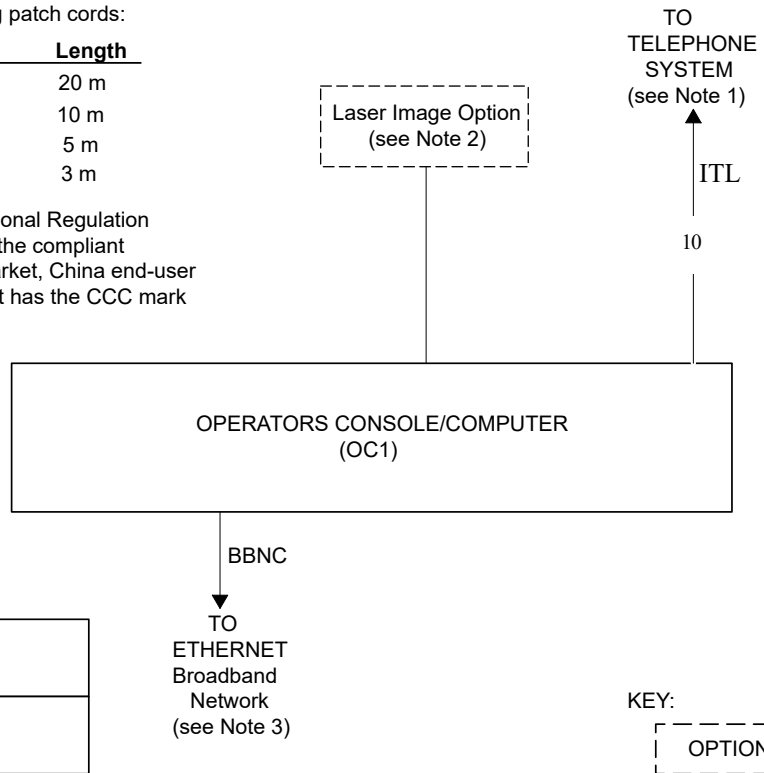 patch cords:
Length
20 m
10 m
5 m
3 m
Regulation
the compliant
China end-user
t has the CCC mark
Laser Image Option
(see Note 2)
TO
TELEPHONE
SYSTEM
(see Note 1)
ITL
10
OPERATORS CONSOLE/COMPUTER
(OC1)
BBNC
TO
ETHERNET
Broadband
Network
(see Note 3)
KEY:
OPTION